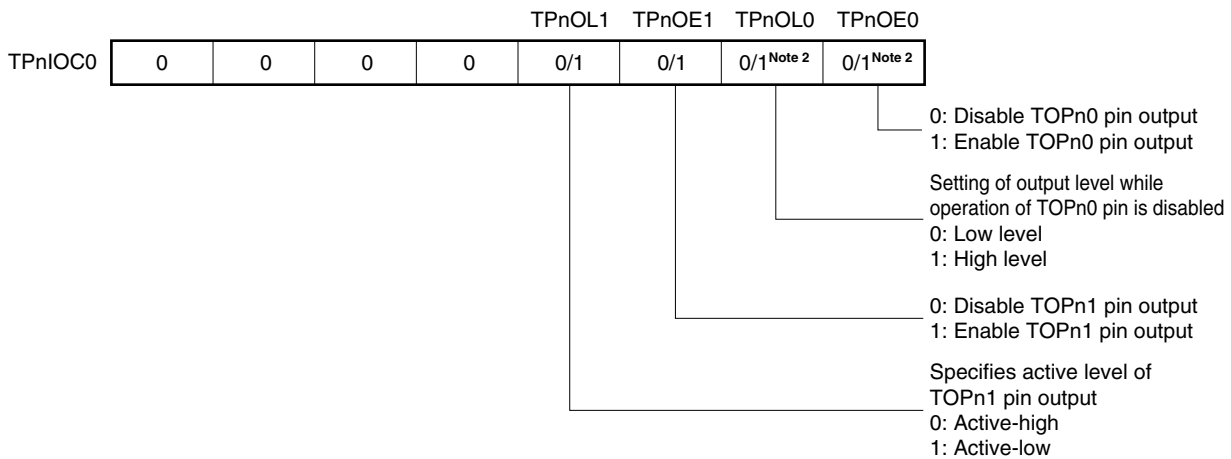 TPnOL1 TPnOE1 TPnOL0 TPnOE0
TPnIOC0 0 0 0 0 0/1 0/1 0/1Note 2 0/1Note 2
0: Disable TOPn0 pin output
1: Enable TOPn0 pin output
Setting of output level while
operation of TOPn0 pin is disabled
0: Low level
1: High level
0: Disable TOPn1 pin output
1: Enable TOPn1 pin output
Specifies active level of
TOPn1 pin output
0: Active-high
1: Active-low